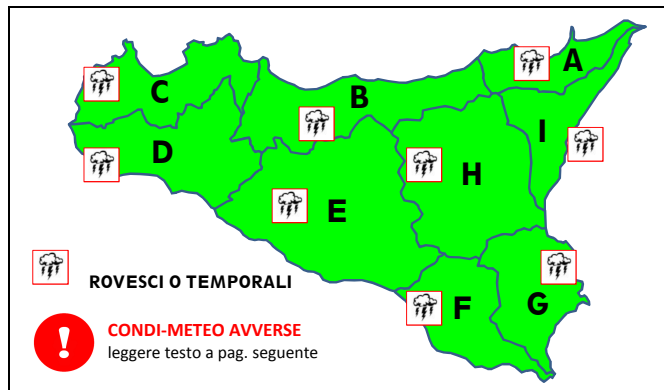 A
C
B
I
D
H
E
ROVESCI O TEMPORALI
F
G
!
CONDI-METEO AVVERSE
leggere testo a pag. seguente